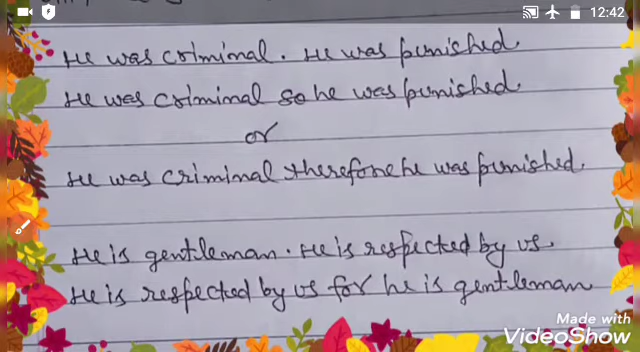 12:42
He was criminal. He was punished.
He was criminal so he was punished.
or
He was criminal therefore he was punished.
He is gentleman. He is respected by us.
He is respected by us for he is gentleman
Made with
VideoShow